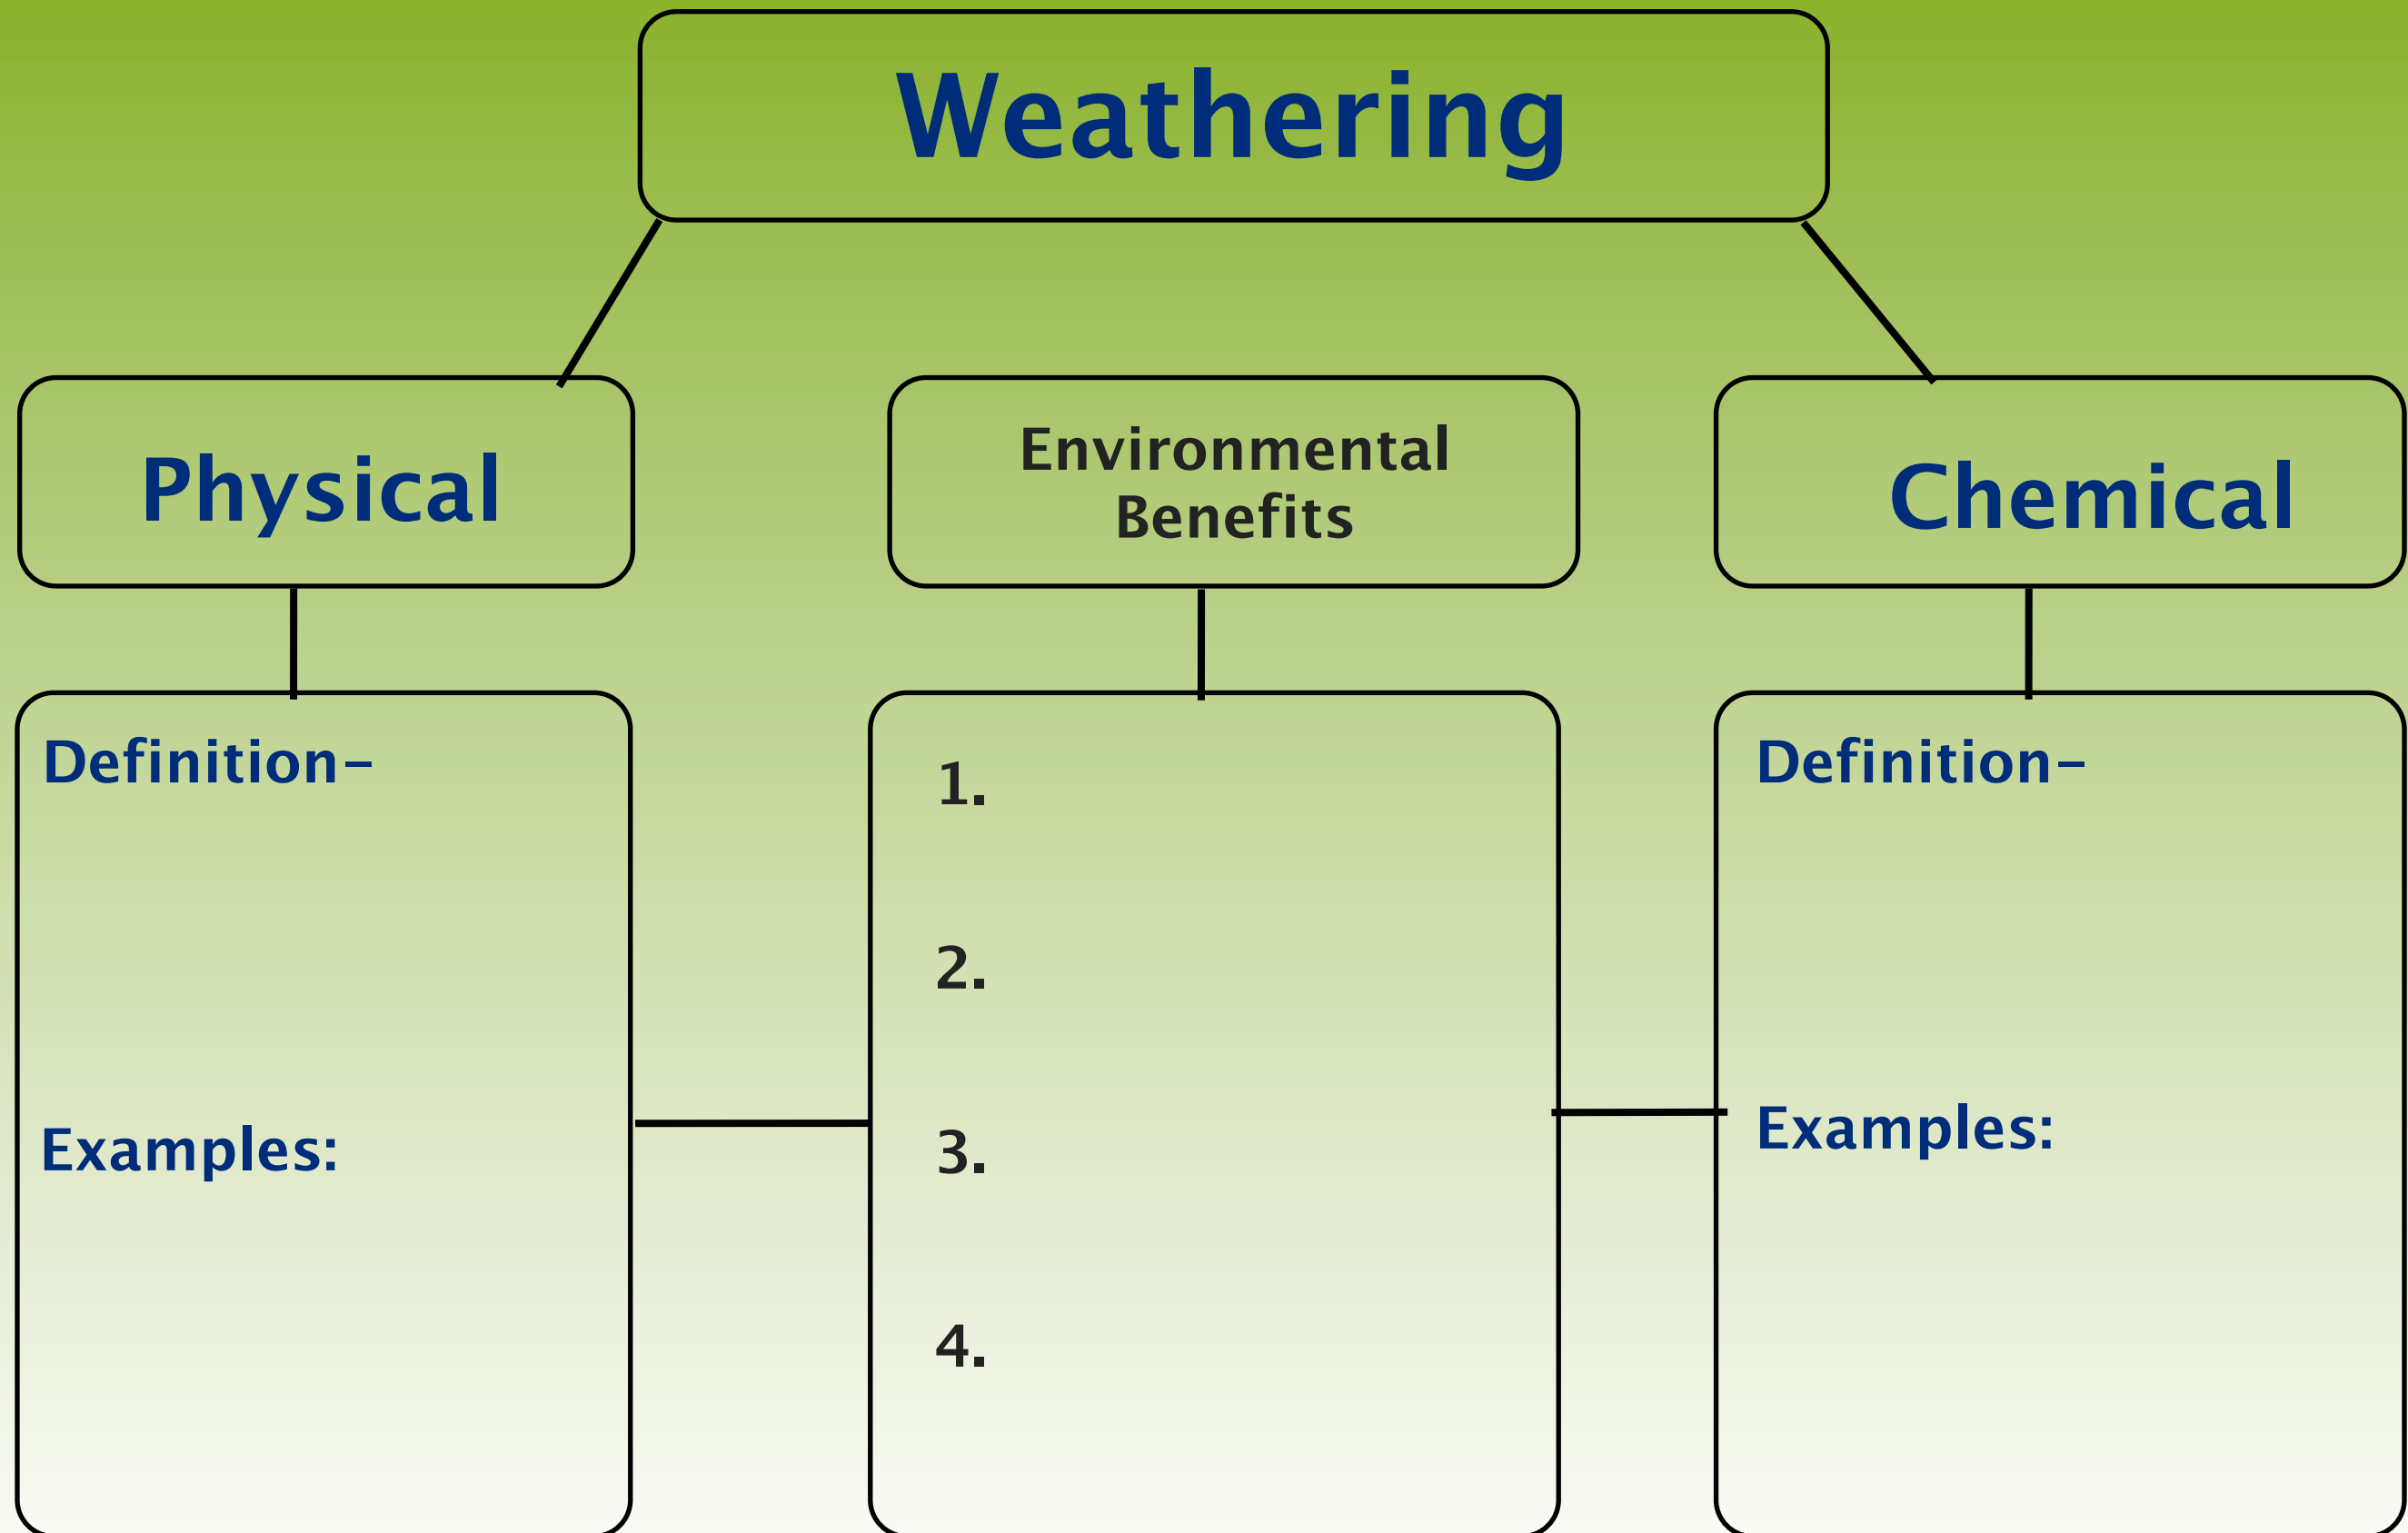 Weathering
Physical
Environmental
Benefits
Chemical
Definition–
Examples:
1.
2.
3.
4.
Definition–
Examples: